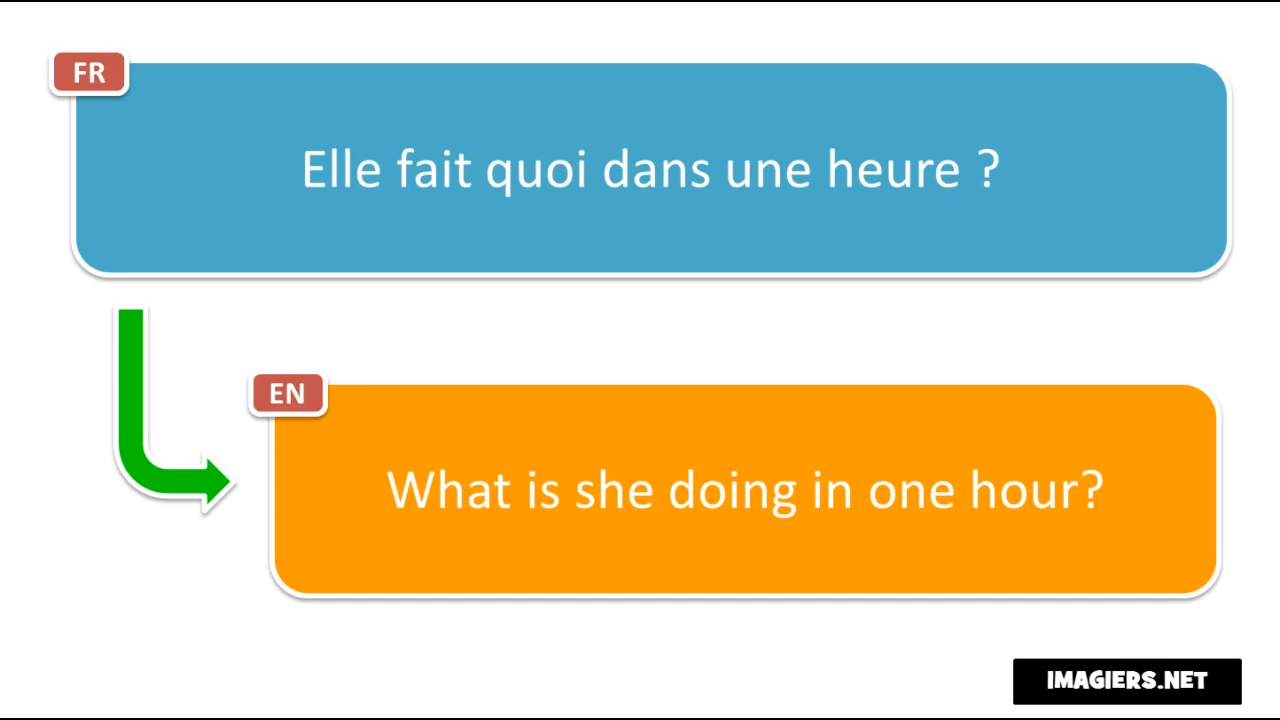 FR
Elle fait quoi dans une heure ?
EN
What is she doing in one hour?
IMAGIERS.NET